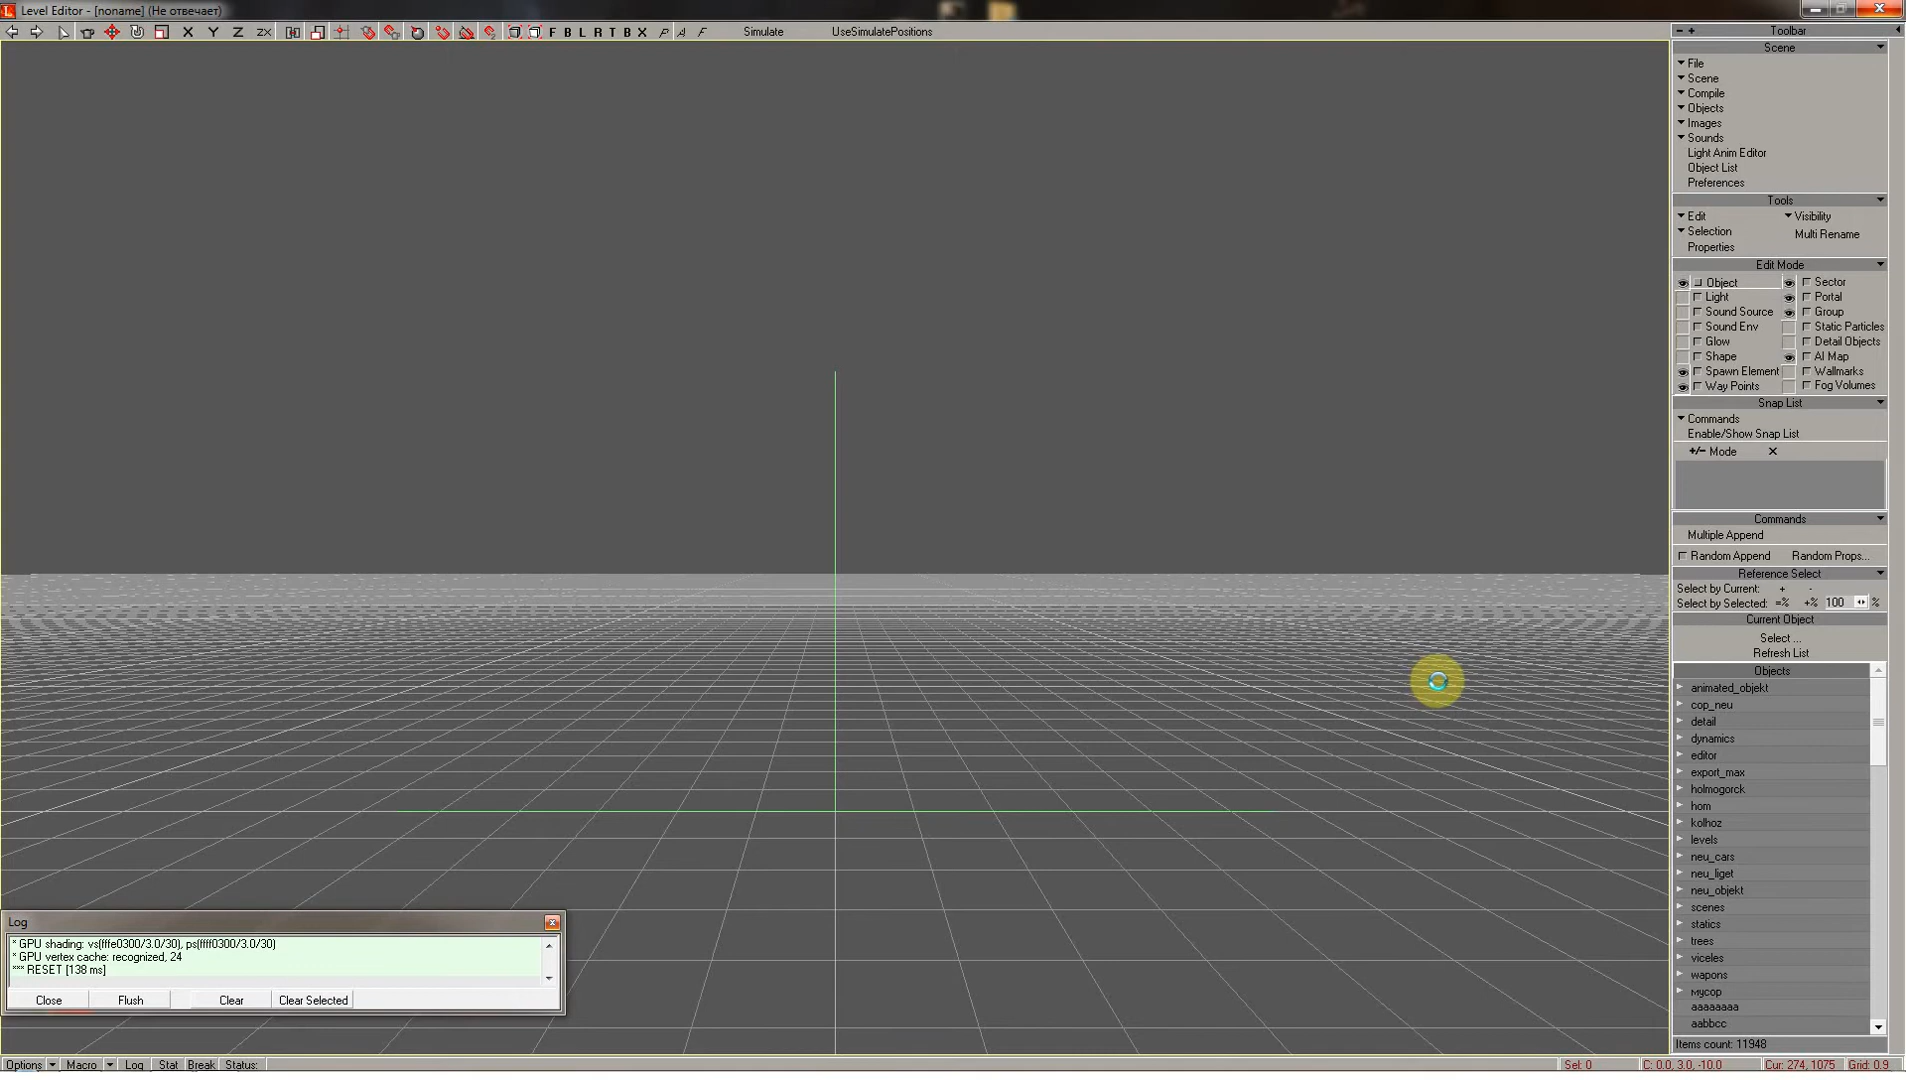 Level Editor - [noname] (Не отвечает)
X Y Z ZX F B L R T B X P A F Simulate UseSimulatePositions
Toolbar
Scene
File
Scene
Compile
Objects
Images
Sounds
Light Anim Editor
Object List
Preferences
Tools
Edit Visibility
Selection Multi Rename
Properties
Edit Mode
Object Sector
Light Portal
Sound Source Group
Sound Env Static Particles
Glow Detail Objects
Shape AI Map
Spawn Element Wallmarks
Way Points Fog Volumes
Snap List
Commands
Enable/Show Snap List
+/- Mode X
Commands
Multiple Append
Random Append Random Props...
Reference Select
Select by Current: + -
Select by Selected: =% +% 100 %
Current Object
Select ...
Refresh List
Objects
animated_objekt
cop_neu
detail
dynamics
editor
export_max
holmogorck
hom
kolhoz
levels
neu_cars
neu_liget
neu_objekt
scenes
statics
trees
viceles
wapons
мусор
aaaaaaaa
aabbcc
Items count: 11948
Log
* GPU shading: vs(fffe0300/3.0/30), ps(ffff0300/3.0/30)
* GPU vertex cache: recognized, 24
*** RESET [138 ms]
Close Flush Clear Clear Selected
Options Macro Log Stat Break Status: Sel: 0 C: 0.0, 3.0, -10.0 Cur: 274, 1075 Grid: 0.9